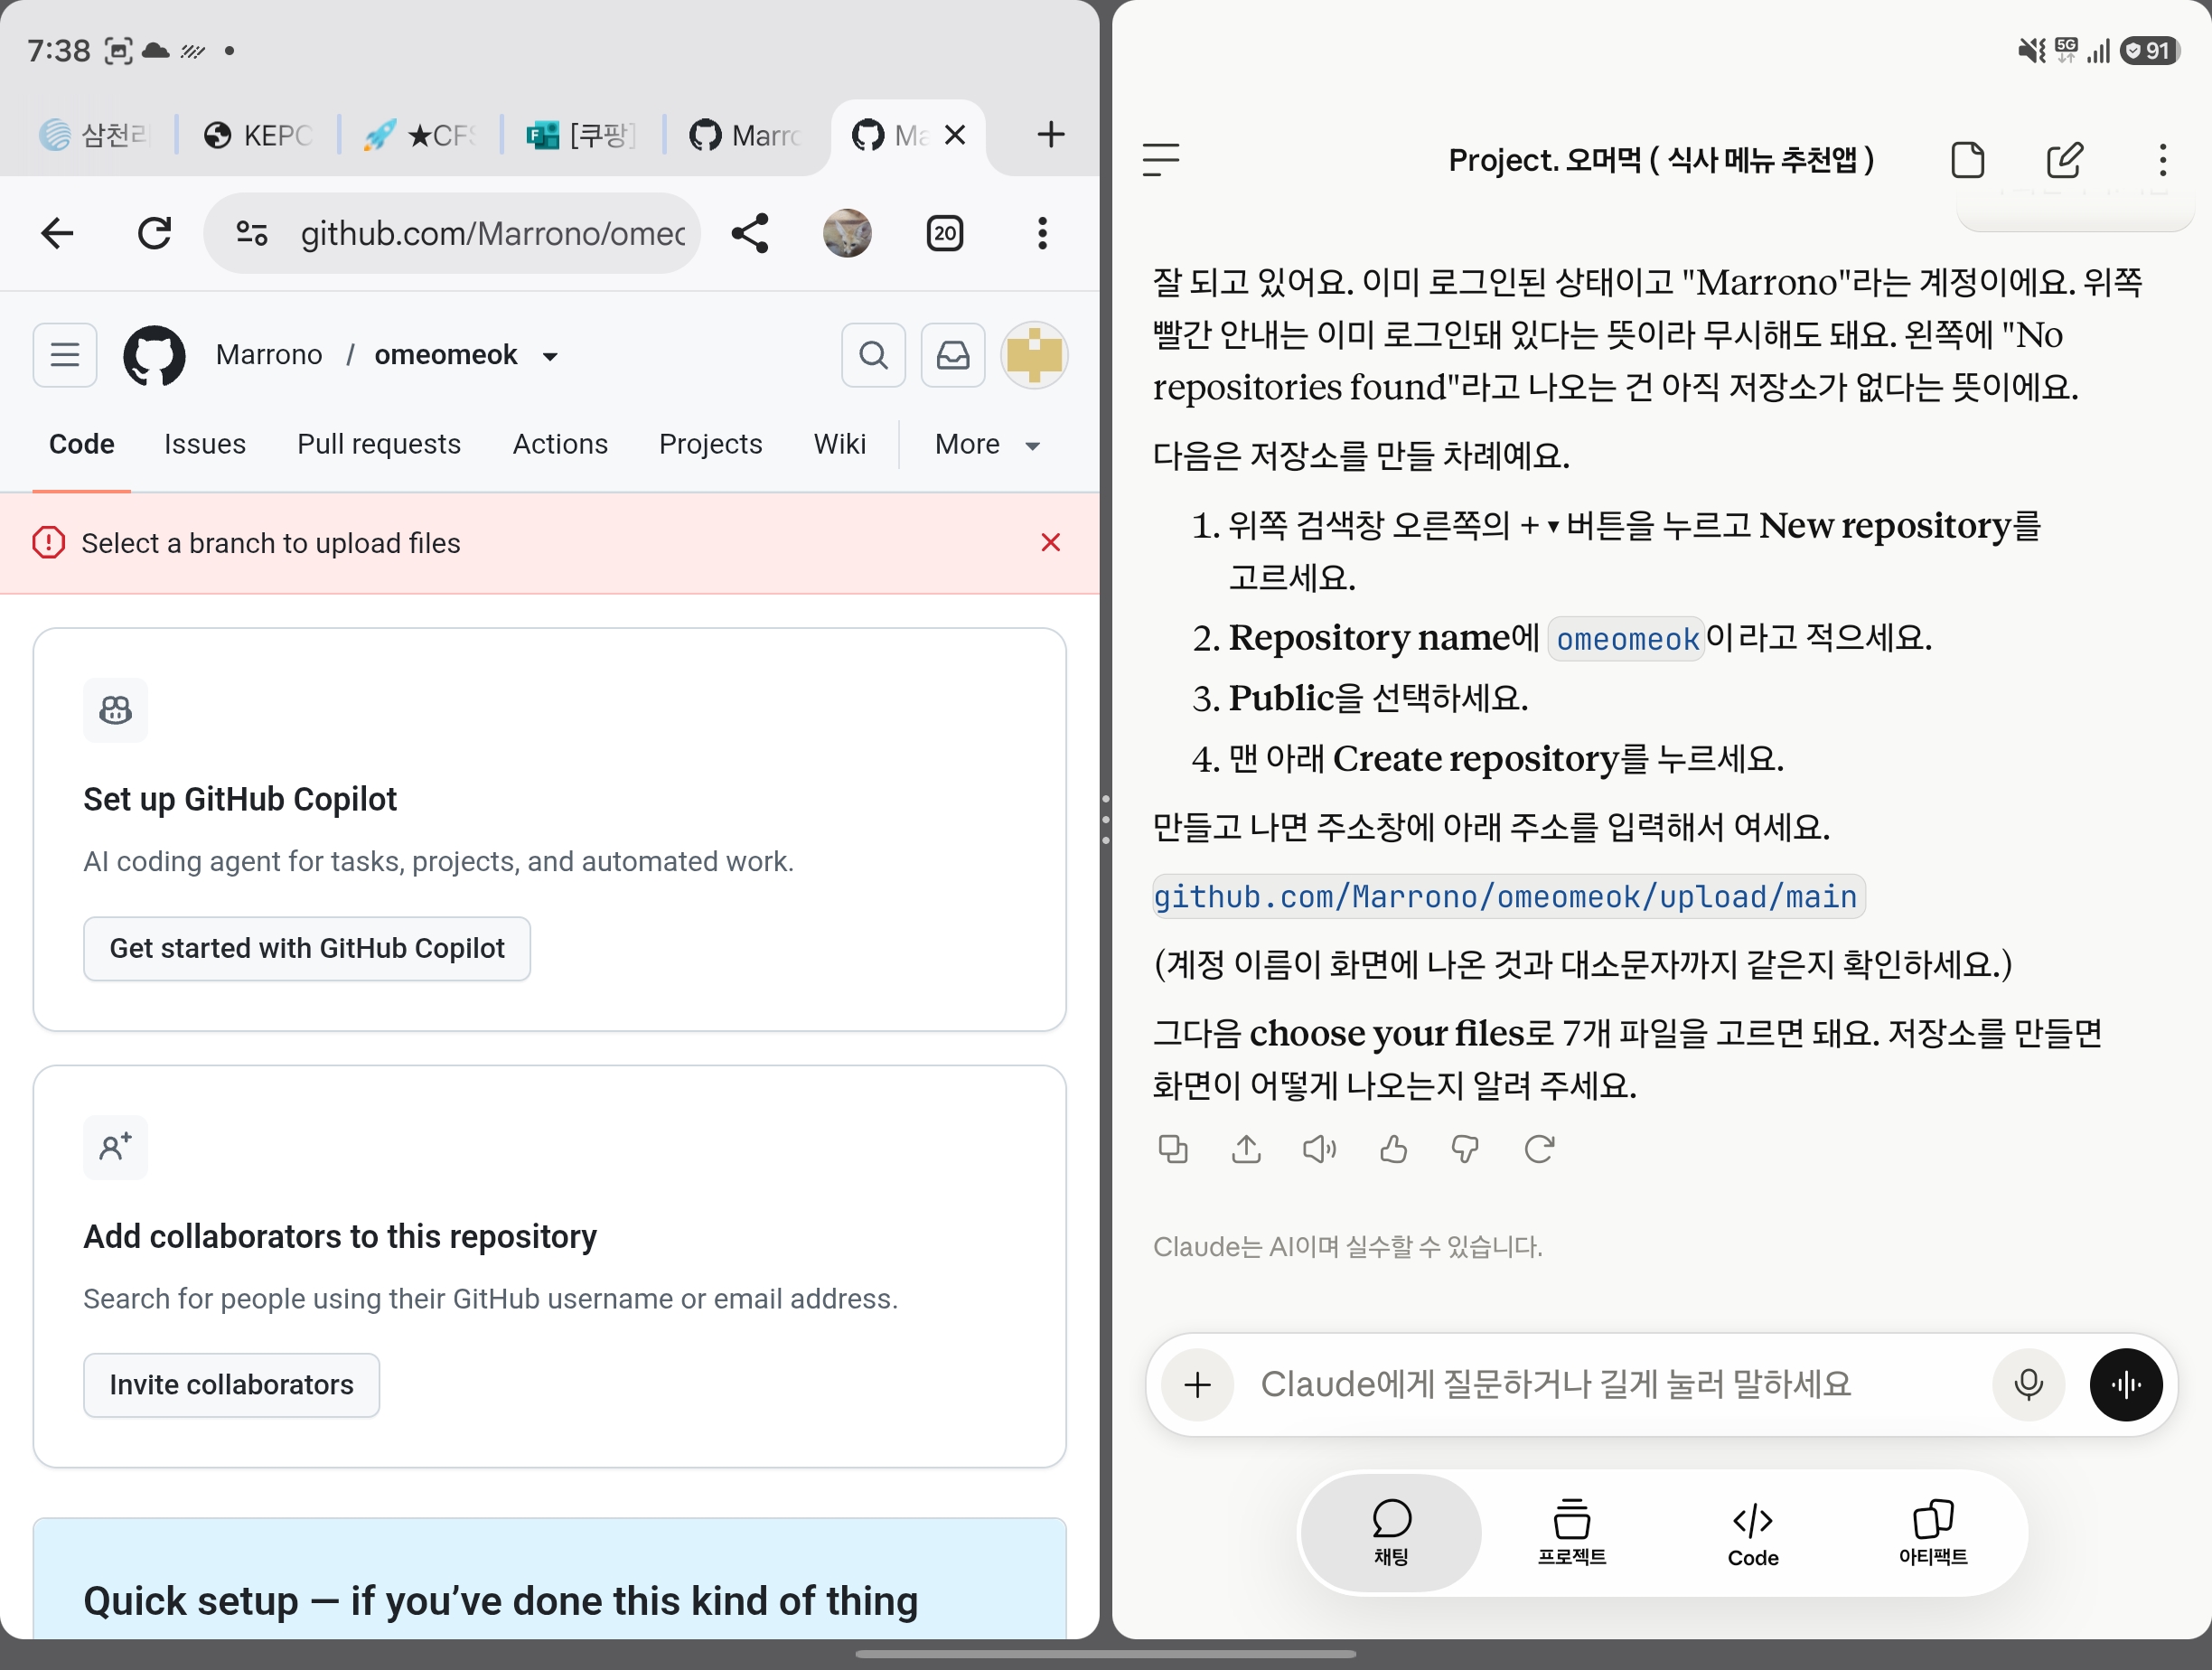 7:38
91
삼천리
KEPC
★CFS
[쿠팡]
Marro
Ma
github.com/Marrono/omeo
20
Marrono / omeomeok
Code Issues Pull requests Actions Projects Wiki More
Select a branch to upload files
Set up GitHub Copilot
AI coding agent for tasks, projects, and automated work.
Get started with GitHub Copilot
Add collaborators to this repository
Search for people using their GitHub username or email address.
Invite collaborators
Quick setup — if you’ve done this kind of thing
5G
Project. 오머먹 ( 식사 메뉴 추천앱 )
잘 되고 있어요. 이미 로그인된 상태이고 "Marrono"라는 계정이에요. 위쪽
빨간 안내는 이미 로그인돼 있다는 뜻이라 무시해도 돼요. 왼쪽에 "No
repositories found"라고 나오는 건 아직 저장소가 없다는 뜻이에요.
다음은 저장소를 만들 차례예요.
1. 위쪽 검색창 오른쪽의 + ▾ 버튼을 누르고 New repository를
고르세요.
2. Repository name에 omeomeok이라고 적으세요.
3. Public을 선택하세요.
4. 맨 아래 Create repository를 누르세요.
만들고 나면 주소창에 아래 주소를 입력해서 여세요.
github.com/Marrono/omeomeok/upload/main
(계정 이름이 화면에 나온 것과 대소문자까지 같은지 확인하세요.)
그다음 choose your files로 7개 파일을 고르면 돼요. 저장소를 만들면
화면이 어떻게 나오는지 알려 주세요.
Claude는 AI이며 실수할 수 있습니다.
Claude에게 질문하거나 길게 눌러 말하세요
채팅
프로젝트
Code
아티팩트